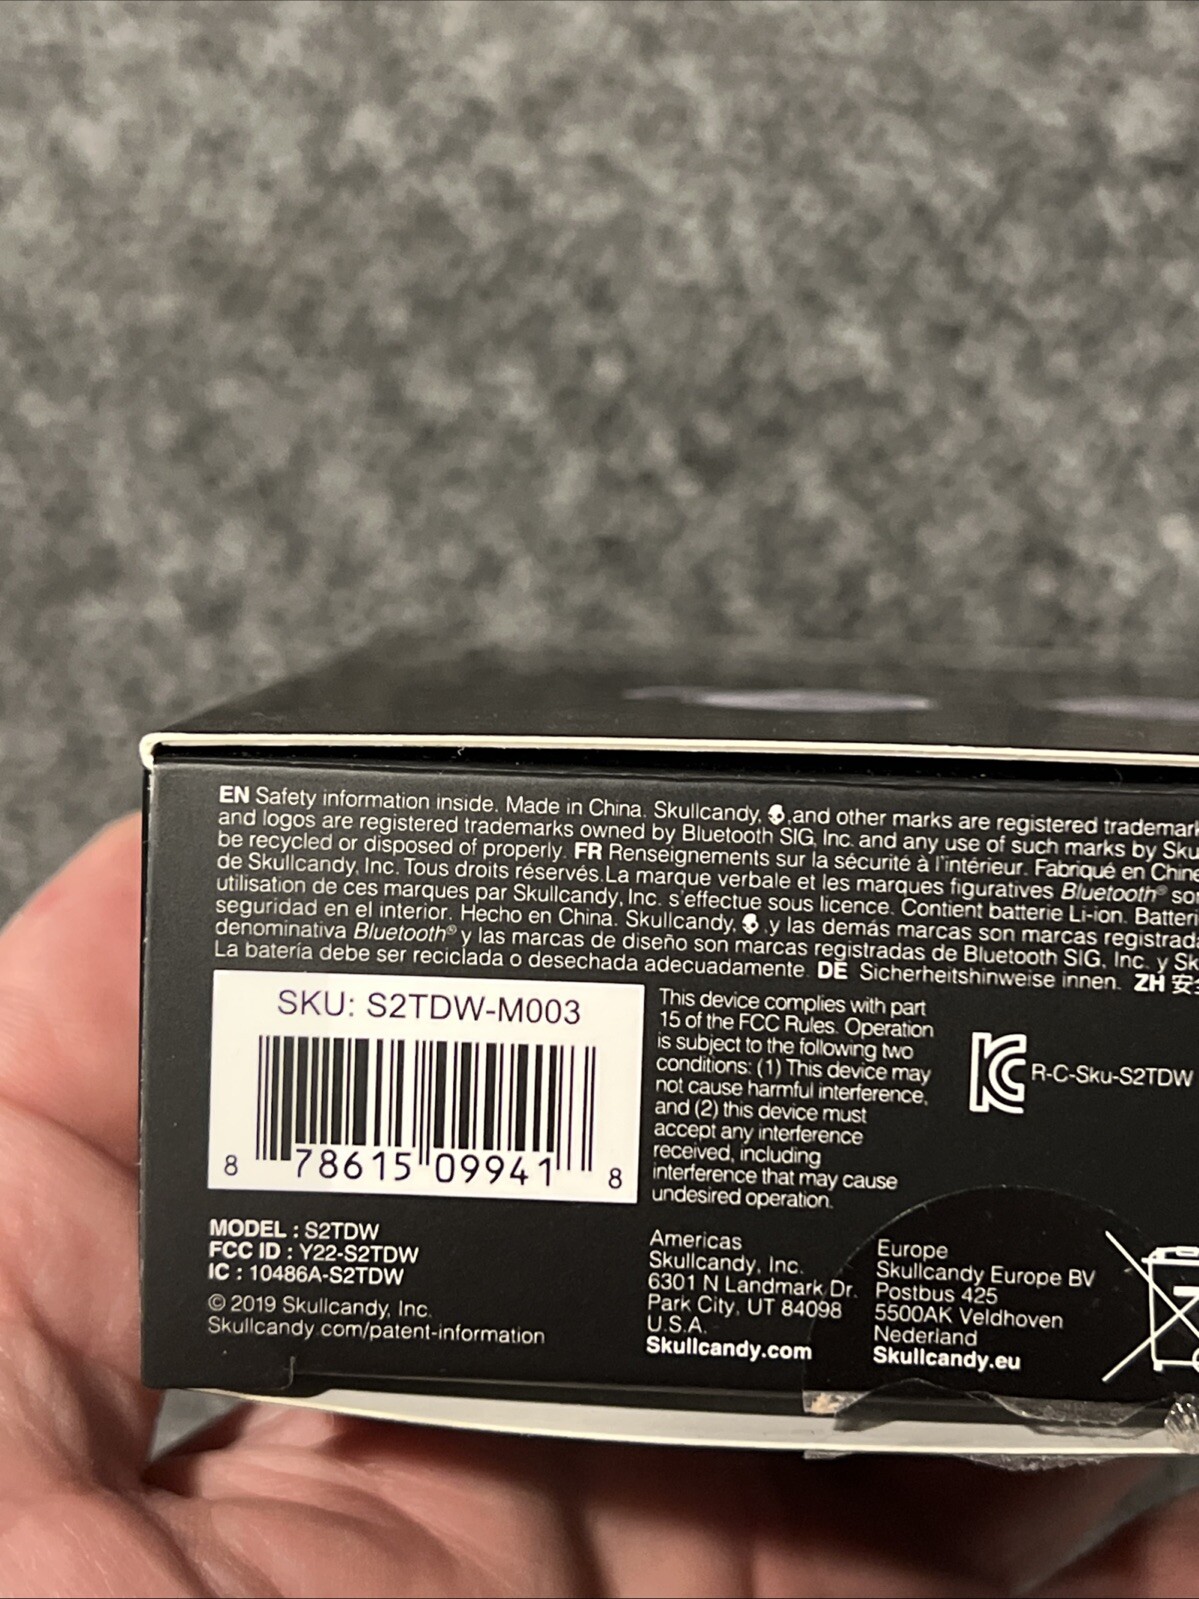 EN Safety information inside. Made in China. Skullcandy, and other marks are registered
and logos are registered trademarks owned by Bluetooth SIG, Inc. and any use of such marks by
be recycled or disposed of properly. FR Renseignements sur la sécurité à l'intérieur. Fabriqué en Chine
de Skullcandy, Inc. Tous droits réservés.La marque verbale et les marques figuratives Bluetooth®
utilisation de ces marques par Skullcandy, Inc. s'effectue sous licence. Contient batterie Li-ion.
seguridad en el interior. Hecho en China. Skullcandy, .y las demás marcas son marcas
denominativa Bluetooth® y las marcas de diseño son marcas registradas de Bluetooth SIG, Inc. y
La batería debe ser reciclada o desechada adecuadamente. DE Sicherheitshinweise innen. ZH
SKU: S2TDW-M003
8 78615 09941 8
This device complies with part
15 of the FCC Rules. Operation
is subject to the following two
conditions: (1) This device may
not cause harmful interference,
and (2) this device must
accept any interference
received, including
interference that may cause
undesired operation.
R-C-Sku-S2TDW
MODEL : S2TDW
FCC ID : Y22-S2TDW
IC : 10486A-S2TDW
© 2019 Skullcandy, Inc.
Skullcandy.com/patent-information
Americas
Skullcandy, Inc.
6301 N Landmark Dr.
Park City, UT 84098
U.S.A.
Skullcandy.com
Europe
Skullcandy Europe BV
Postbus 425
5500AK Veldhoven
Nederland
Skullcandy.eu